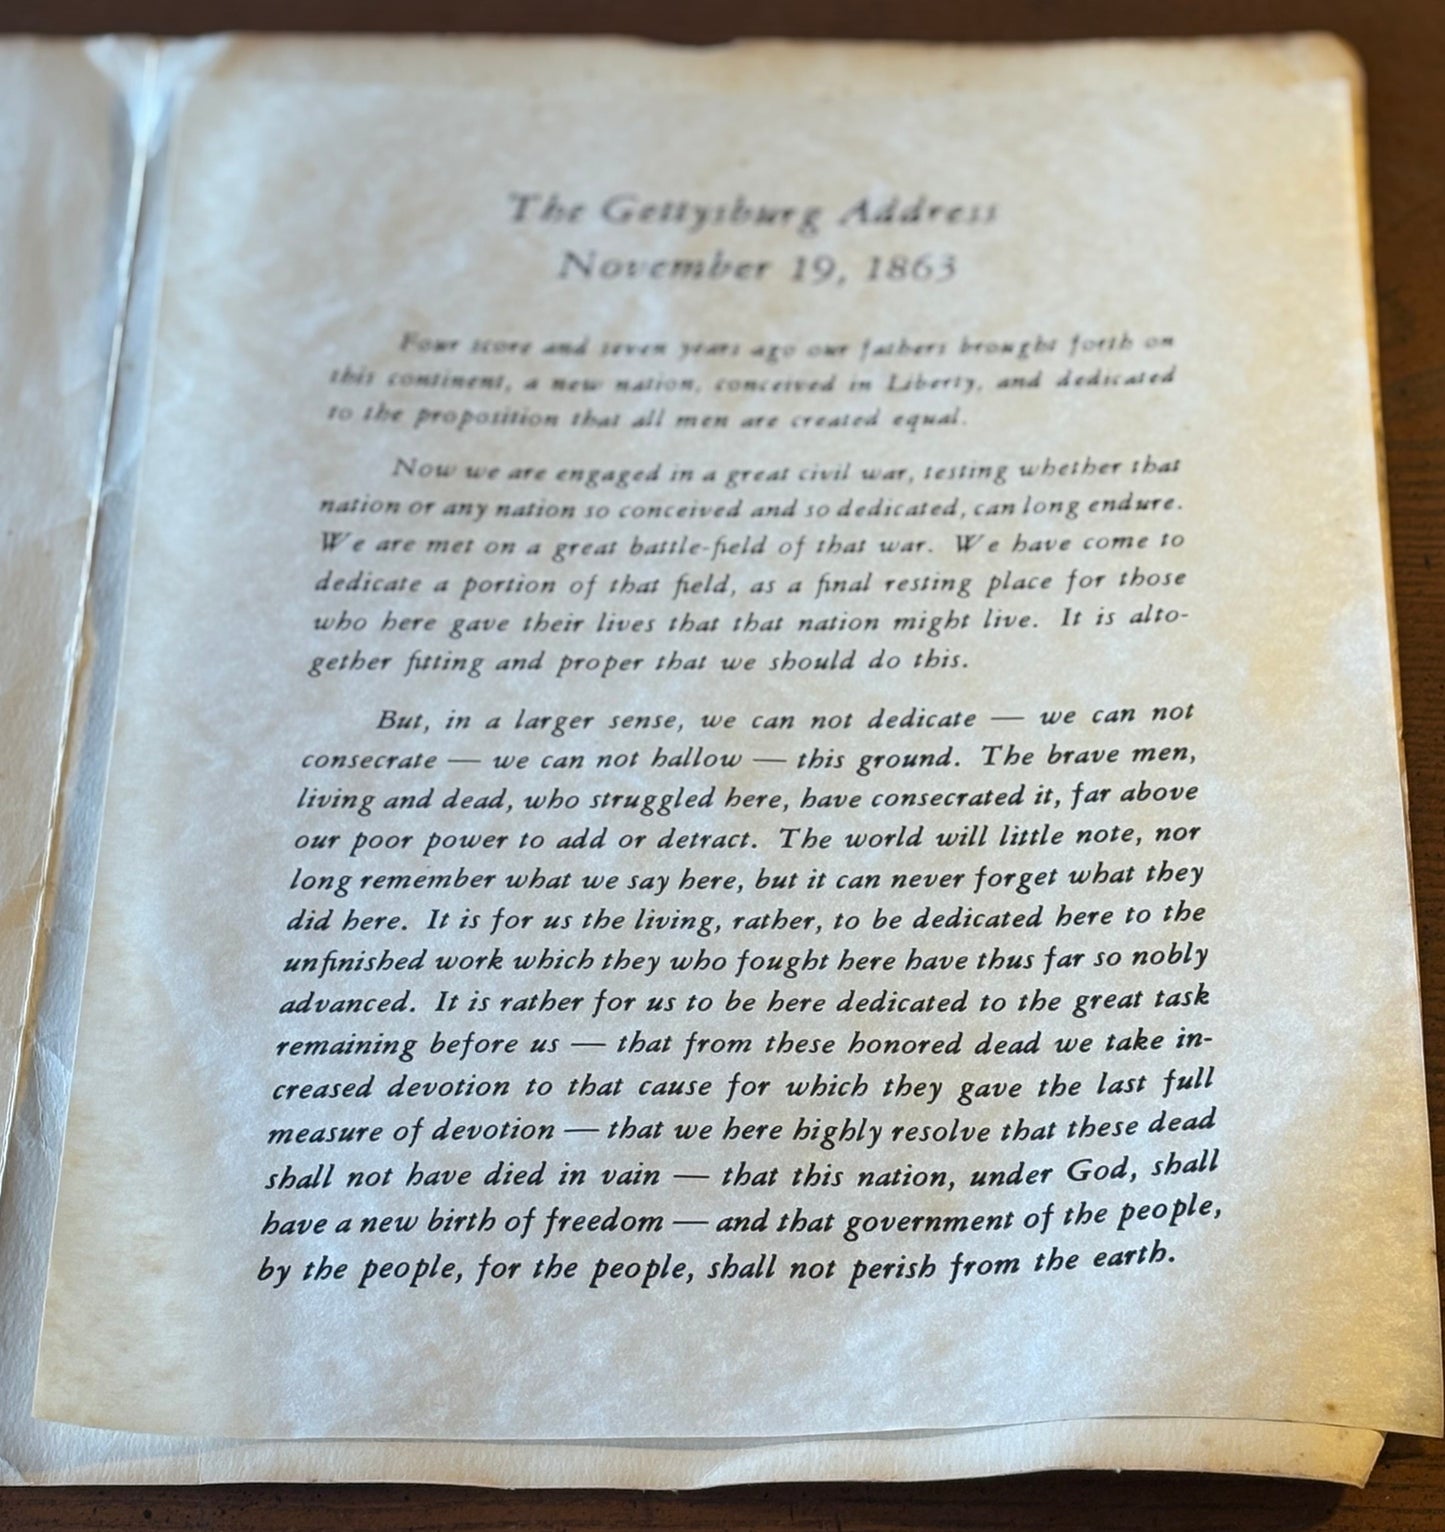 The Gettysburg Address
November 19, 1863
Four score and seven years ago our fathers brought forth on
this continent, a new nation, conceived in Liberty, and dedicated
to the proposition that all men are created equal.
Now we are engaged in a great civil war, testing whether that
nation or any nation so conceived and so dedicated, can long endure.
We are met on a great battle-field of that war. We have come to
dedicate a portion of that field, as a final resting place for those
who here gave their lives that that nation might live. It is alto-
gether fitting and proper that we should do this.
But, in a larger sense, we can not dedicate — we can not
consecrate — we can not hallow — this ground. The brave men,
living and dead, who struggled here, have consecrated it, far above
our poor power to add or detract. The world will little note, nor
long remember what we say here, but it can never forget what they
did here. It is for us the living, rather, to be dedicated here to the
unfinished work which they who fought here have thus far so nobly
advanced. It is rather for us to be here dedicated to the great task
remaining before us — that from these honored dead we take in-
creased devotion to that cause for which they gave the last full
measure of devotion — that we here highly resolve that these dead
shall not have died in vain — that this nation, under God, shall
have a new birth of freedom — and that government of the people,
by the people, for the people, shall not perish from the earth.